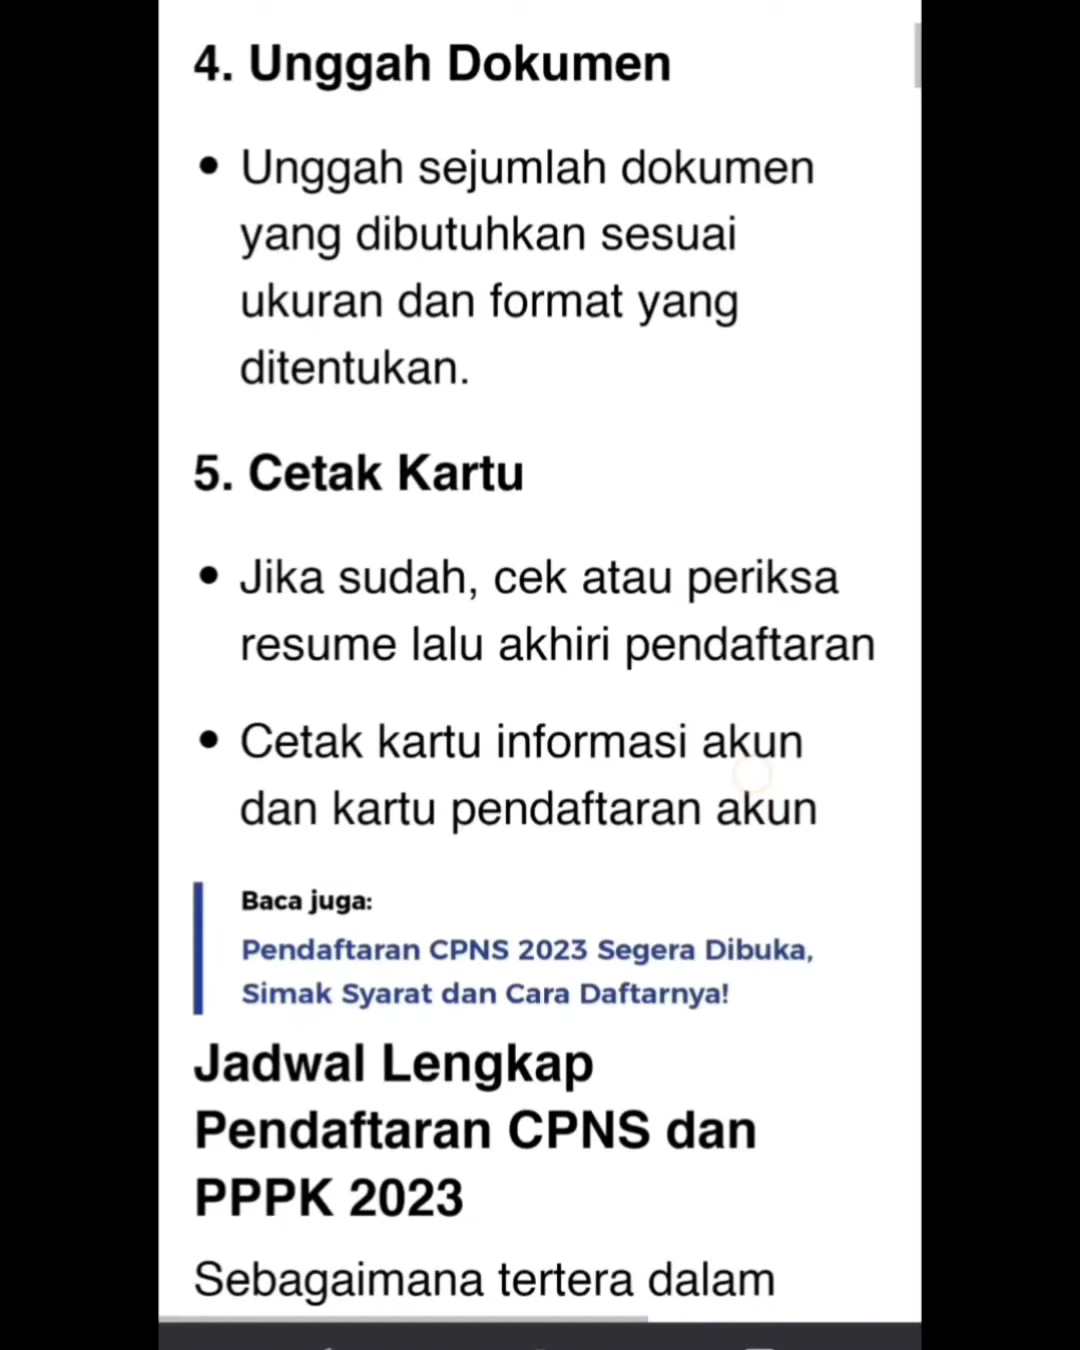 4. Unggah Dokumen
• Unggah sejumlah dokumen
yang dibutuhkan sesuai
ukuran dan format yang
ditentukan.
5. Cetak Kartu
• Jika sudah, cek atau periksa
resume lalu akhiri pendaftaran
• Cetak kartu informasi akun
dan kartu pendaftaran akun
Baca juga:
Pendaftaran CPNS 2023 Segera Dibuka,
Simak Syarat dan Cara Daftarnya!
Jadwal Lengkap
Pendaftaran CPNS dan
PPPK 2023
Sebagaimana tertera dalam